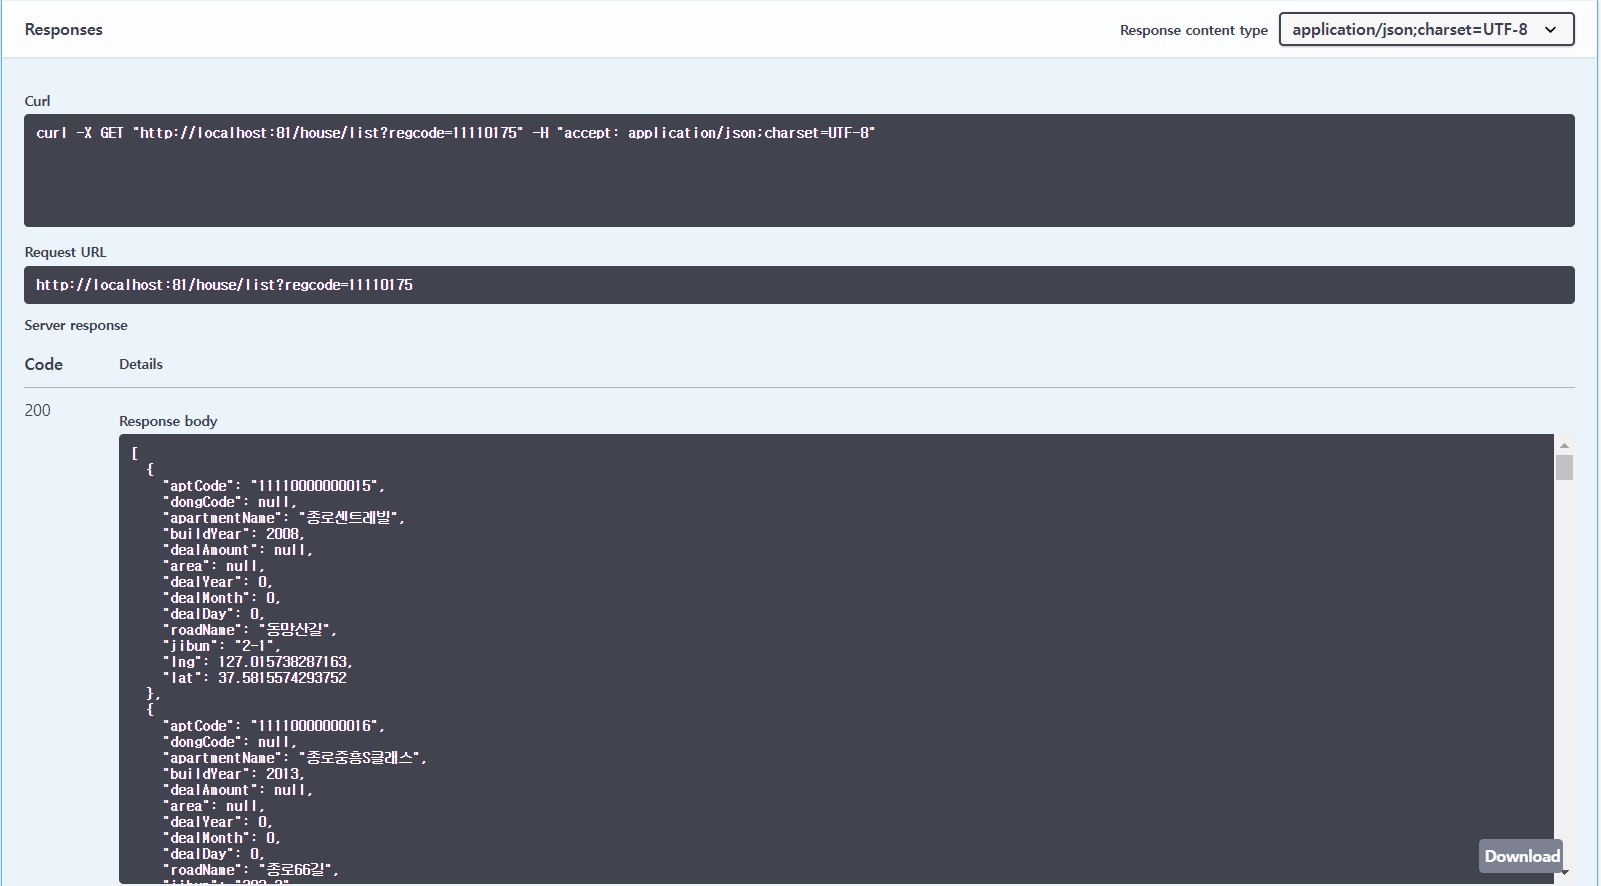 Responses
Response content type
application/json;charset=UTF-8
Curl
curl -X GET "http://localhost:81/house/list?regcode=11110175" -H "accept: application/json;charset=UTF-8"
Request URL
http://localhost:81/house/list?regcode=11110175
Server response
Code Details
200
Response body
[
  {
    "aptCode": "11110000000015",
    "dongCode": null,
    "apartmentName": "종로센트레빌",
    "buildYear": 2008,
    "dealAmount": null,
    "area": null,
    "dealYear": 0,
    "dealMonth": 0,
    "dealDay": 0,
    "roadName": "동망산길",
    "jibun": "2-1",
    "lng": 127.015738287163,
    "lat": 37.5815574293752
  },
  {
    "aptCode": "11110000000016",
    "dongCode": null,
    "apartmentName": "종로중흥S클래스",
    "buildYear": 2013,
    "dealAmount": null,
    "area": null,
    "dealYear": 0,
    "dealMonth": 0,
    "dealDay": 0,
    "roadName": "종로66길",
Download